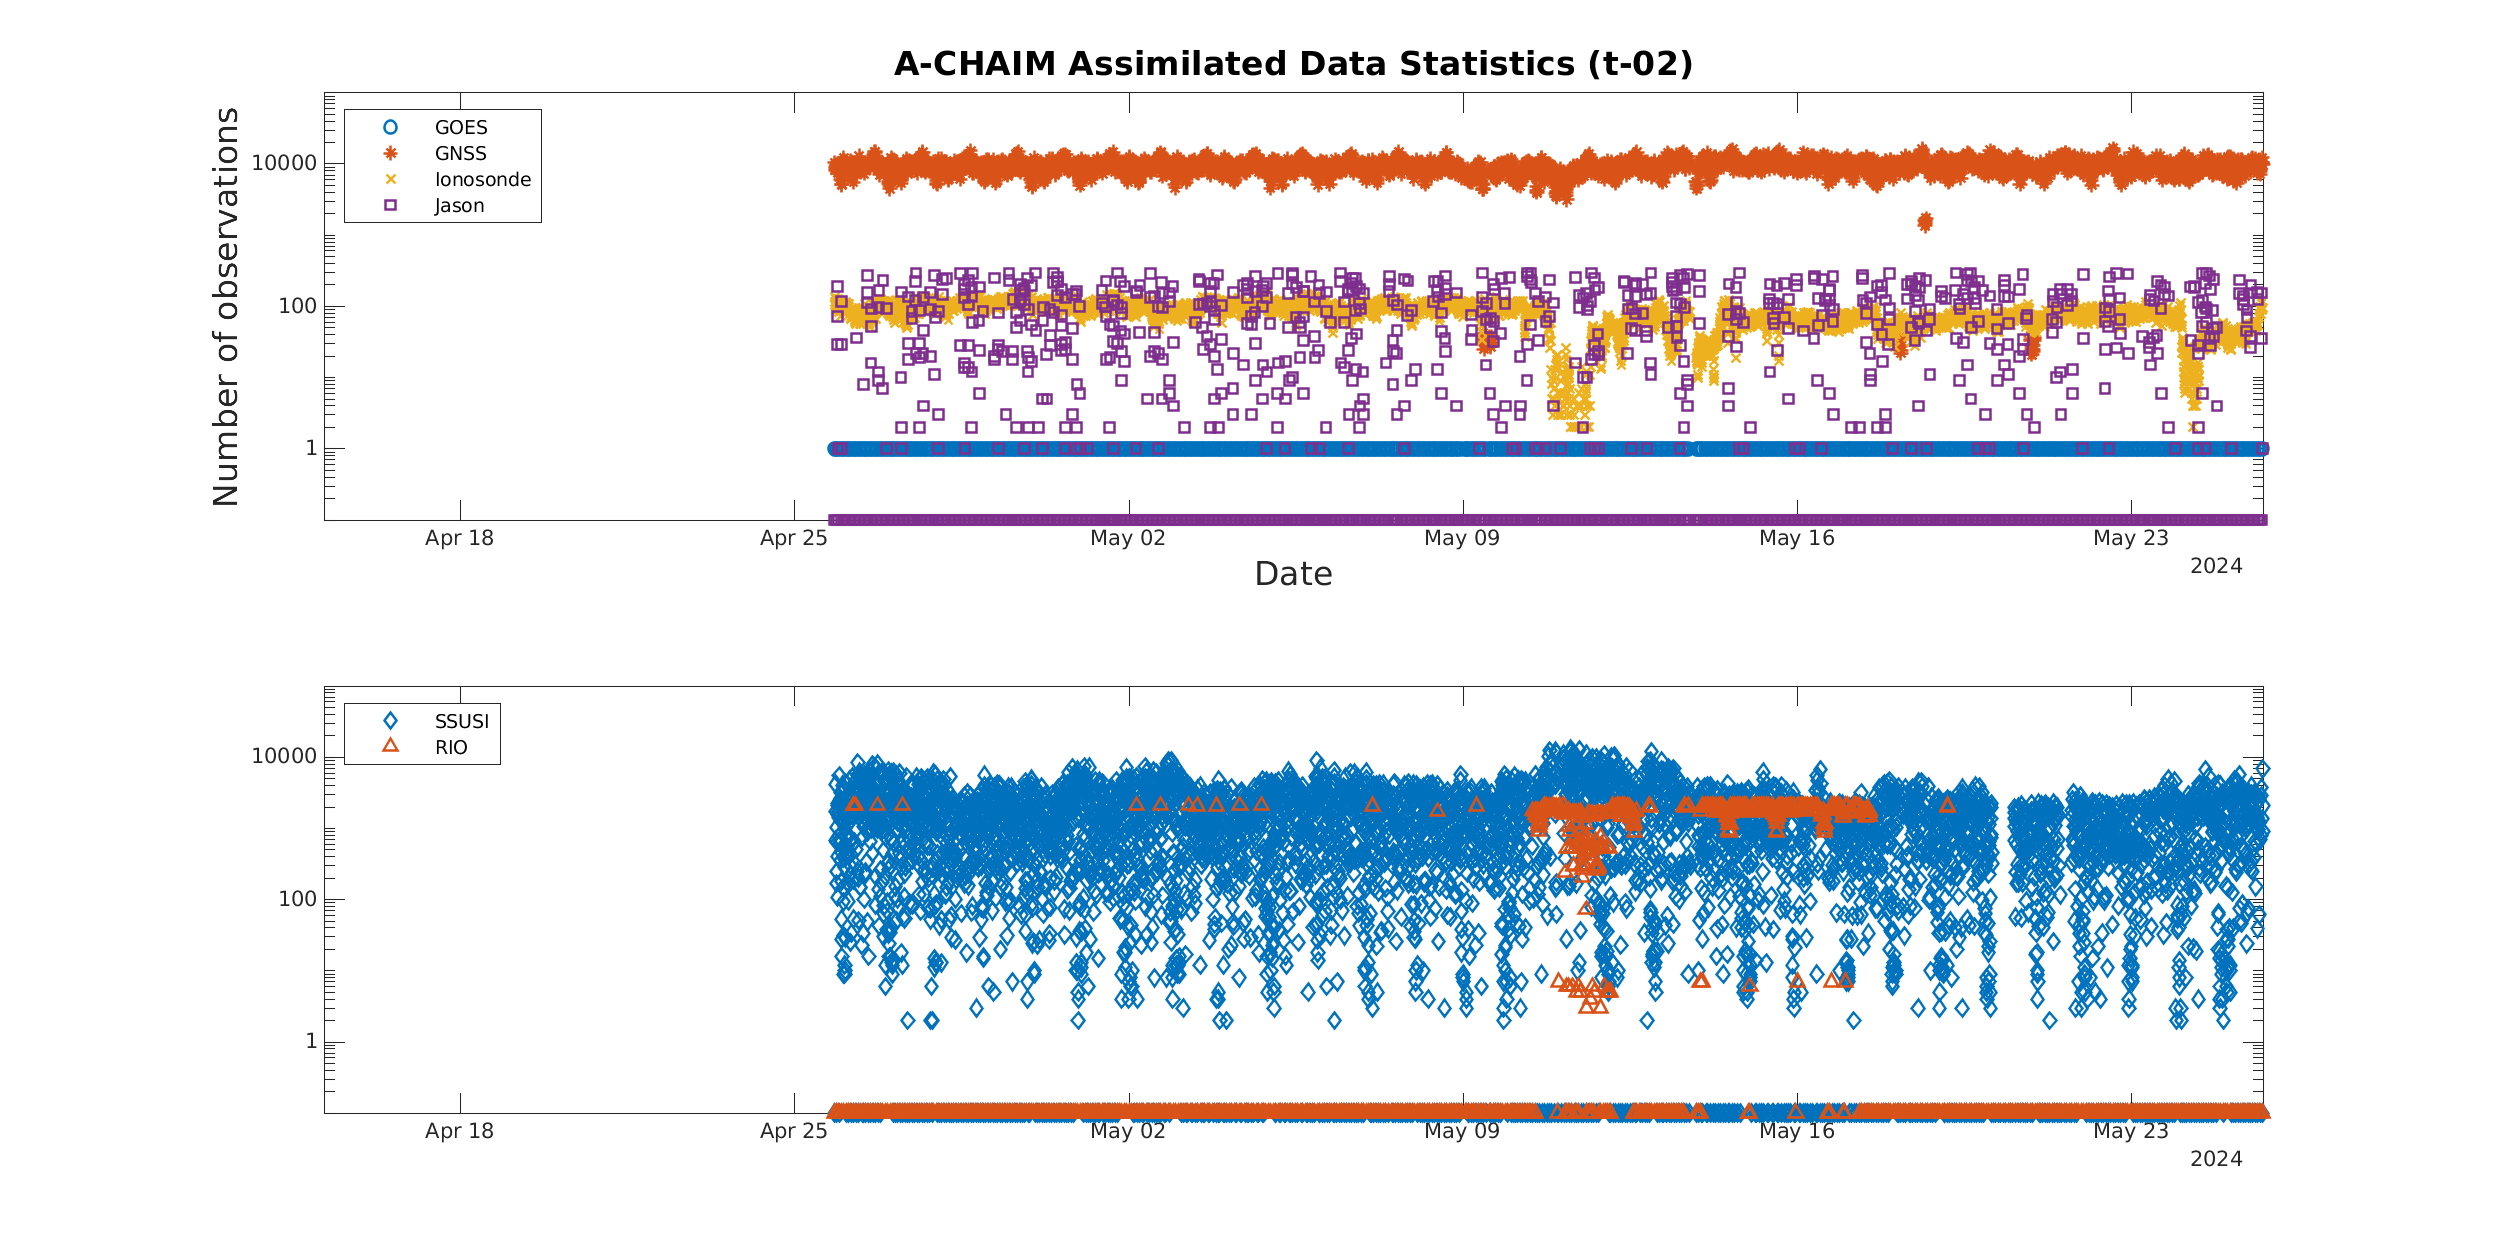 A-CHAIM Assimilated Data Statistics (t-02)
Number of observations
10000
100
1
GOES
GNSS
Ionosonde
Jason
Apr 18
Apr 25
May 02
May 09
May 16
May 23
2024
Date
10000
100
1
SSUSI
RIO
Apr 18
Apr 25
May 02
May 09
May 16
May 23
2024